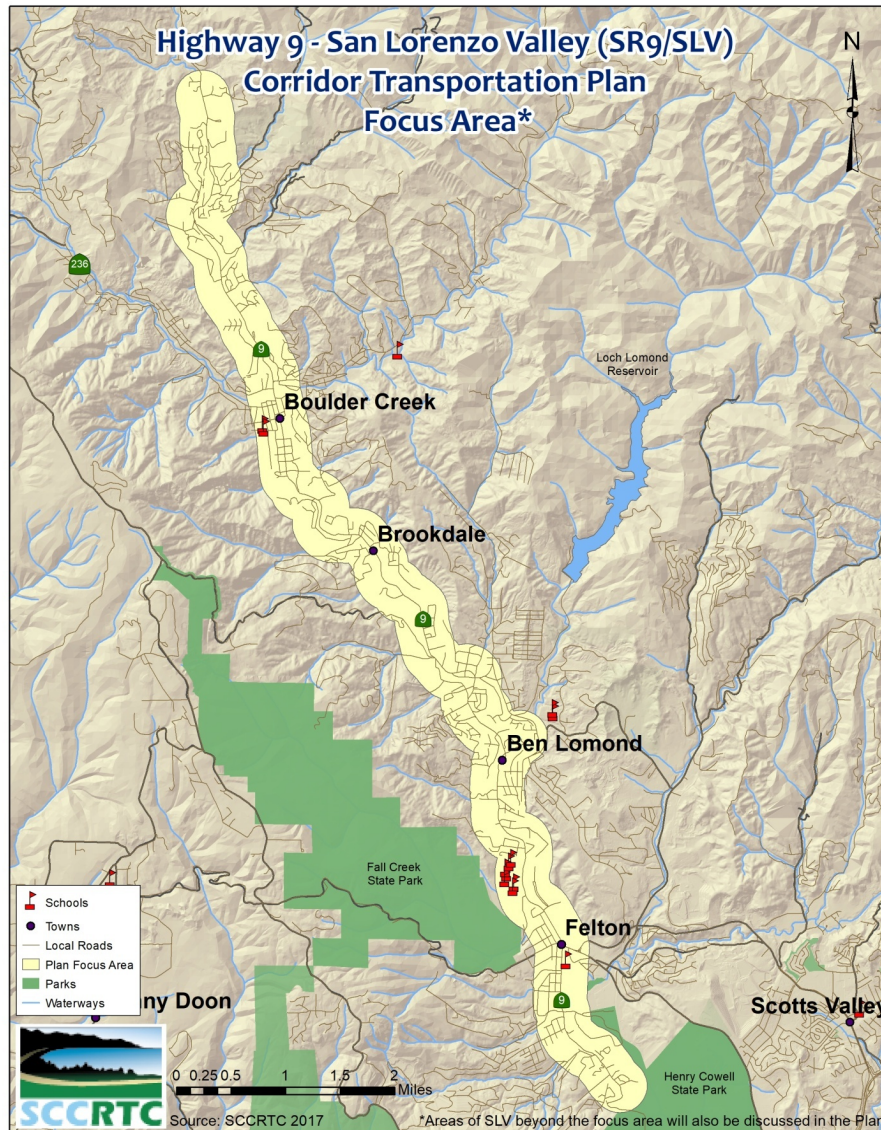 Highway 9 - San Lorenzo Valley (SR9/SLV)
Corridor Transportation Plan
Focus Area*
N
236
9
Loch Lomond
Reservoir
Boulder Creek
Brookdale
9
Ben Lomond
Fall Creek
State Park
Felton
9
Scotts Valley
Henry Cowell
State Park
Schools
Towns
Local Roads
Plan Focus Area
Parks
Waterways
ny Doon
SCCRTC
0 0.25 0.5 1 1.5 2
Miles
Source: SCCRTC 2017
*Areas of SLV beyond the focus area will also be discussed in the Plan